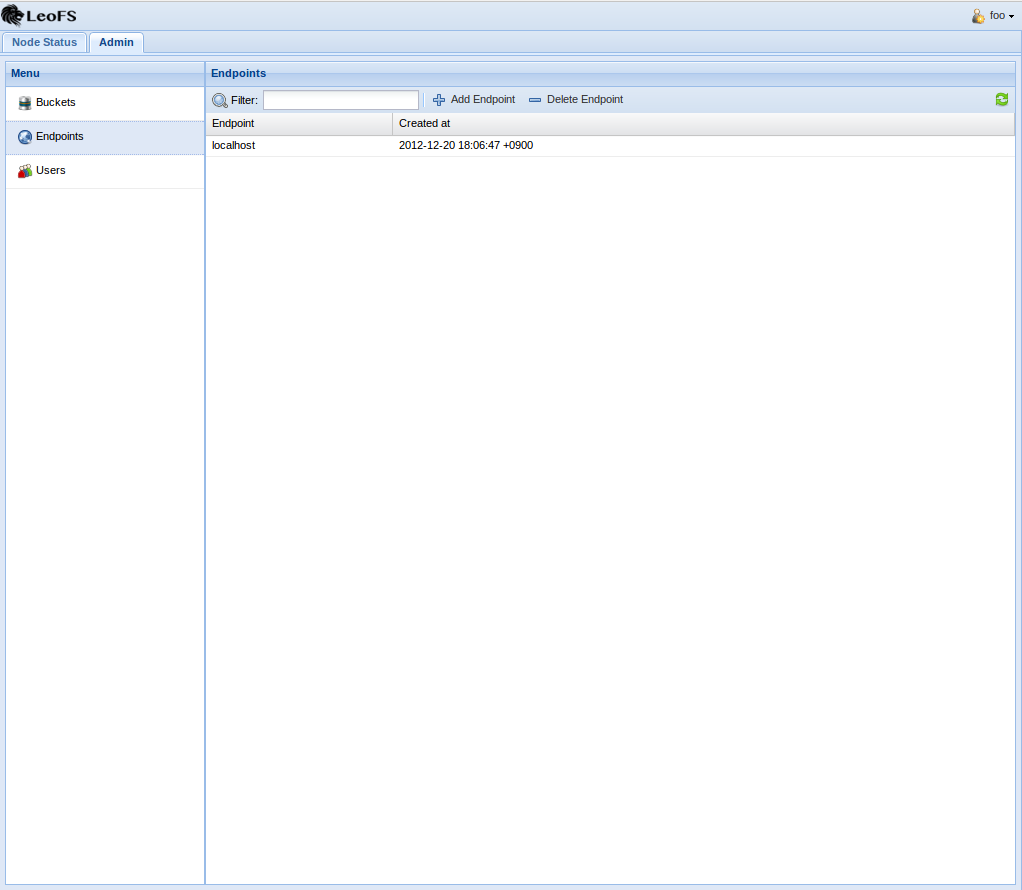 LeoFS
foo
Node Status
Admin
Menu
Buckets
Endpoints
Users
Endpoints
Filter:
Add Endpoint
Delete Endpoint
Endpoint
Created at
localhost
2012-12-20 18:06:47 +0900